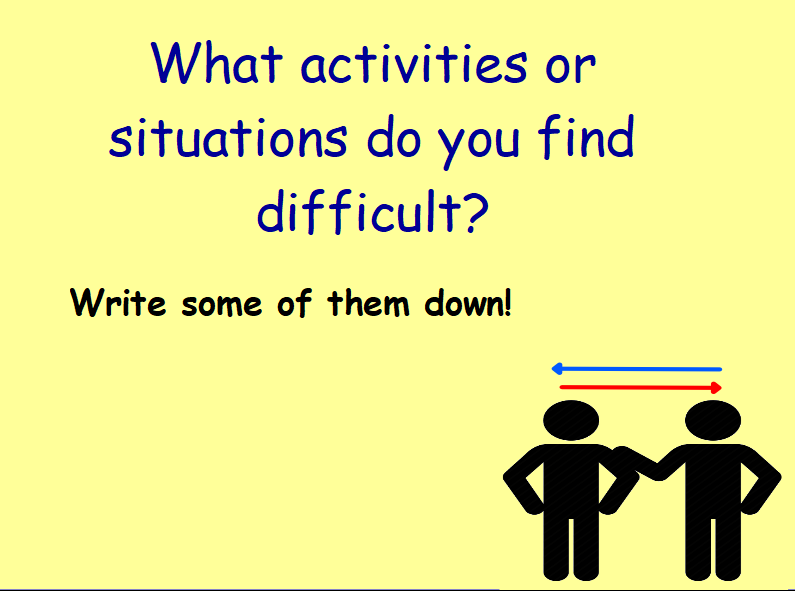 What activities or
situations do you find
difficult?
Write some of them down!